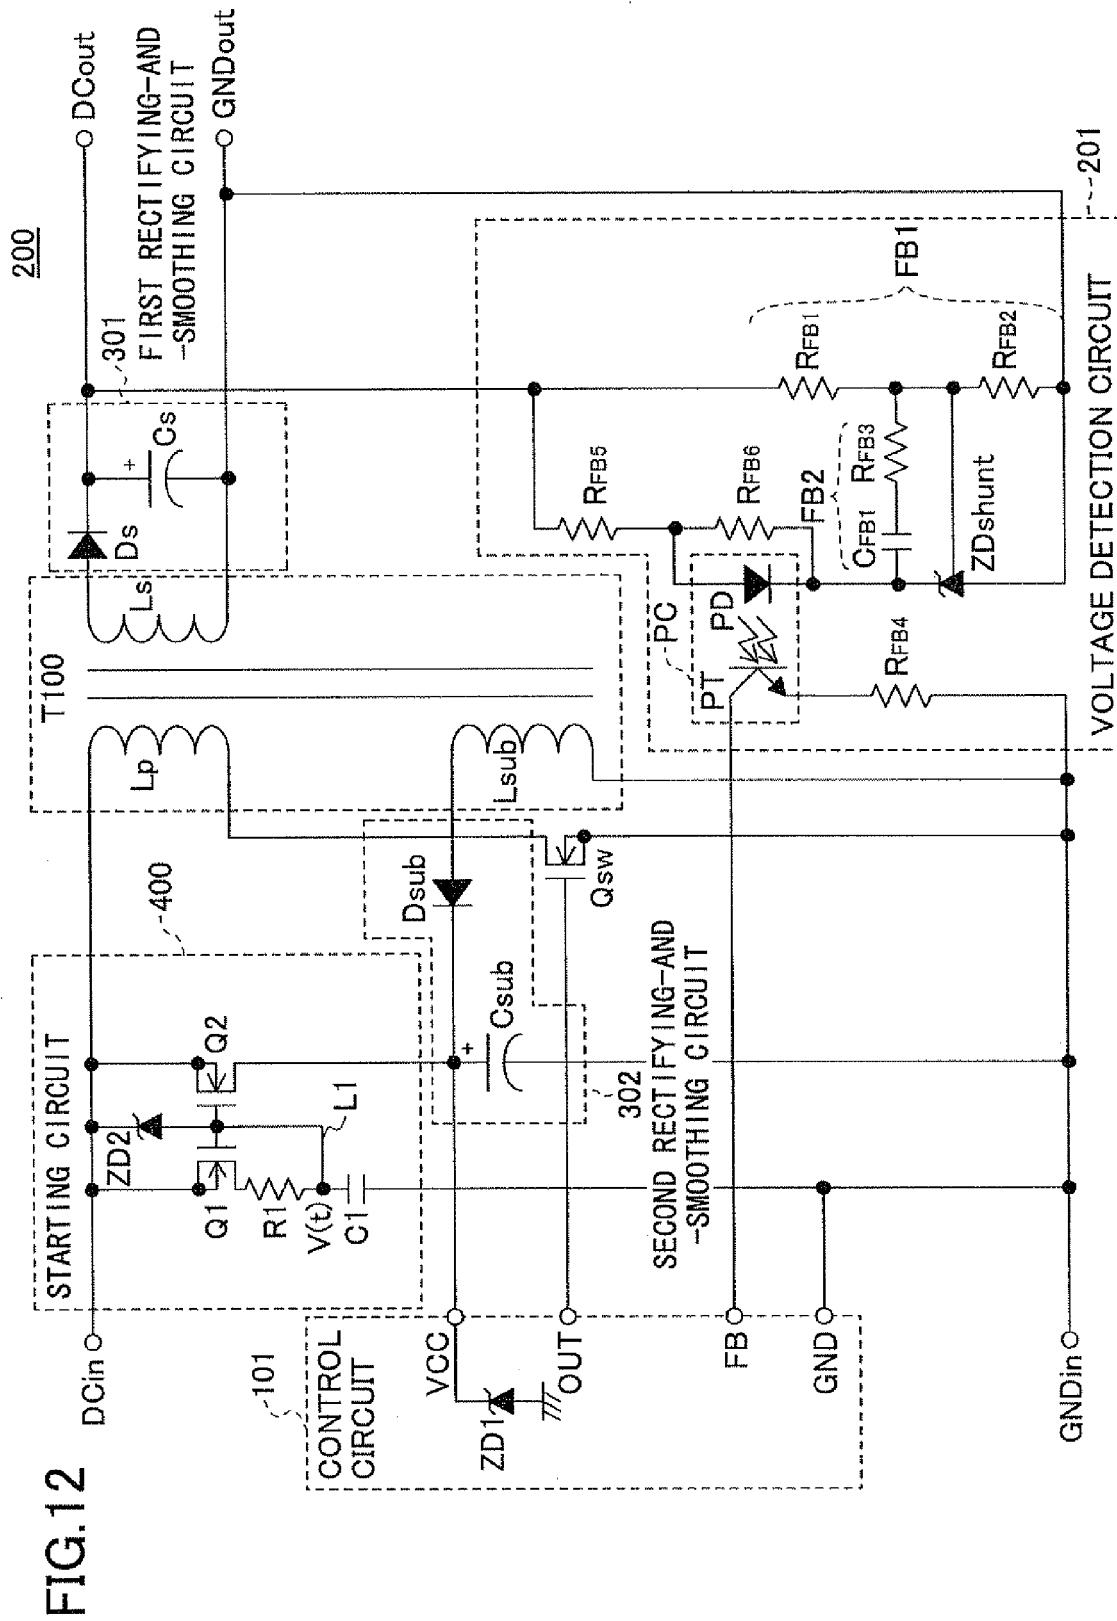 FIG.12
200
DCin
STARTING CIRCUIT
400
ZD2
Q1
Q2
R1
V(t)
C1
L1
T100
Lp
Ls
Lsub
301
Ds
+
Cs
DCout
FIRST RECTIFYING-AND
-SMOOTHING CIRCUIT
GNDout
101
CONTROL
CIRCUIT
VCC
ZD1
OUT
FB
GND
Dsub
+
Csub
302
Qsw
SECOND RECTIFYING-AND
-SMOOTHING CIRCUIT
PC
PT
PD
RFB5
RFB6
FB2
CFB1
RFB3
RFB1
FB1
RFB2
ZDshunt
RFB4
GNDin
VOLTAGE DETECTION CIRCUIT
201